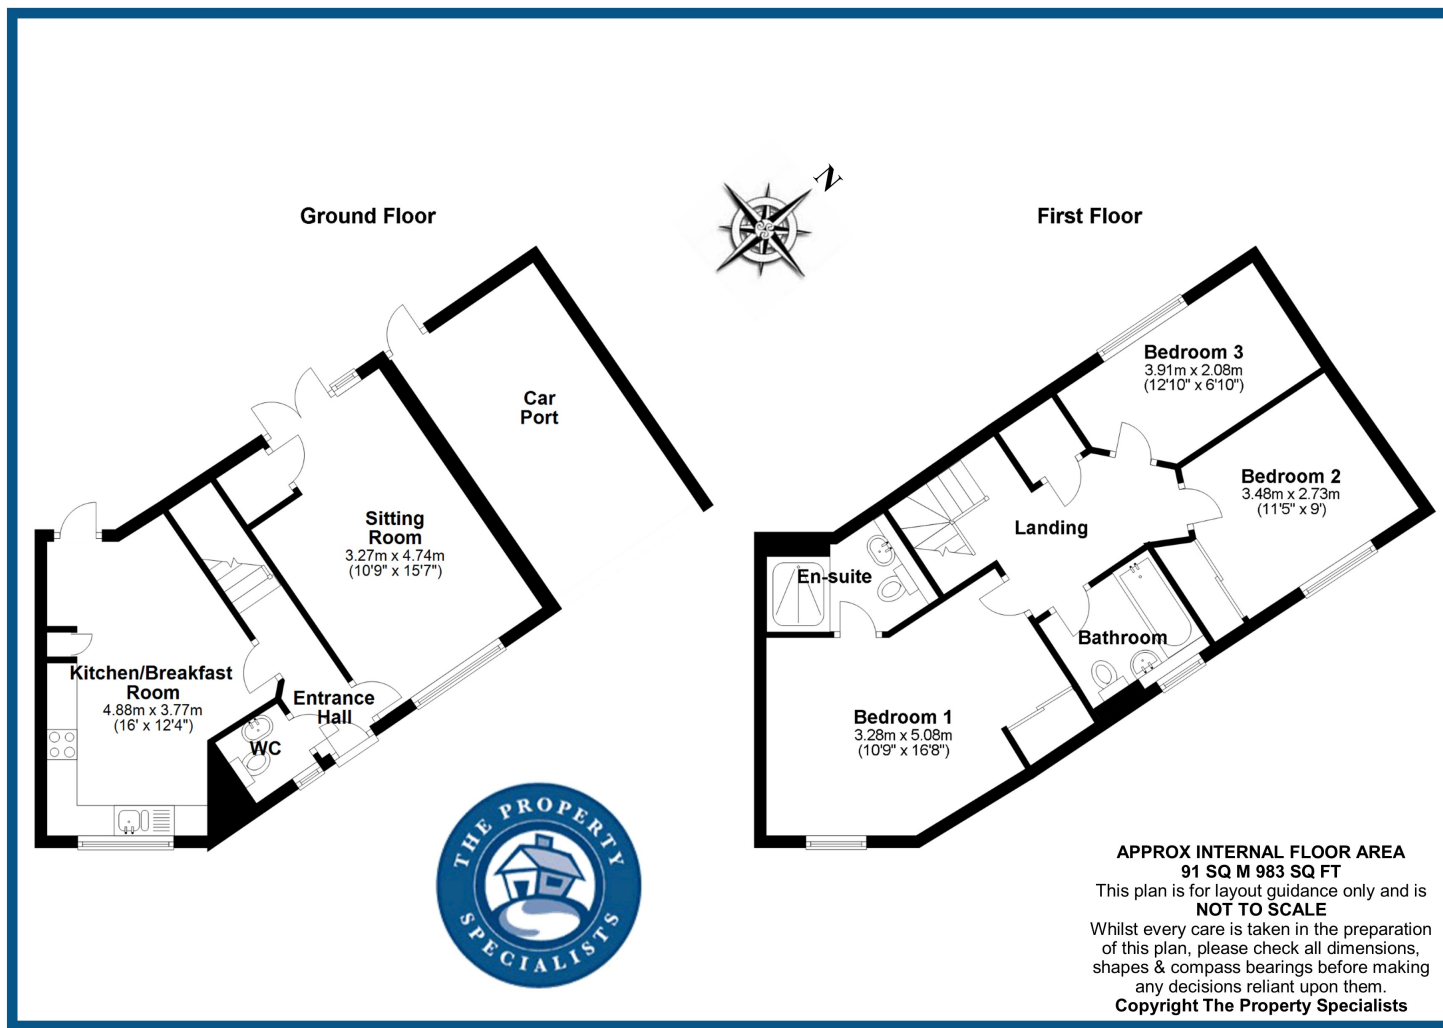 N
Ground Floor
First Floor
Car
Port
Sitting
Room
3.27m x 4.74m
(10'9" x 15'7")
Kitchen/Breakfast
Room
4.88m x 3.77m
(16' x 12'4")
Entrance
Hall
WC
Bedroom 3
3.91m x 2.08m
(12'10" x 6'10")
Bedroom 2
3.48m x 2.73m
(11'5" x 9')
Landing
En-suite
Bathroom
Bedroom 1
3.28m x 5.08m
(10'9" x 16'8")
THE PROPERTY
SPECIALISTS
APPROX INTERNAL FLOOR AREA
91 SQ M 983 SQ FT
This plan is for layout guidance only and is
NOT TO SCALE
Whilst every care is taken in the preparation
of this plan, please check all dimensions,
shapes & compass bearings before making
any decisions reliant upon them.
Copyright The Property Specialists